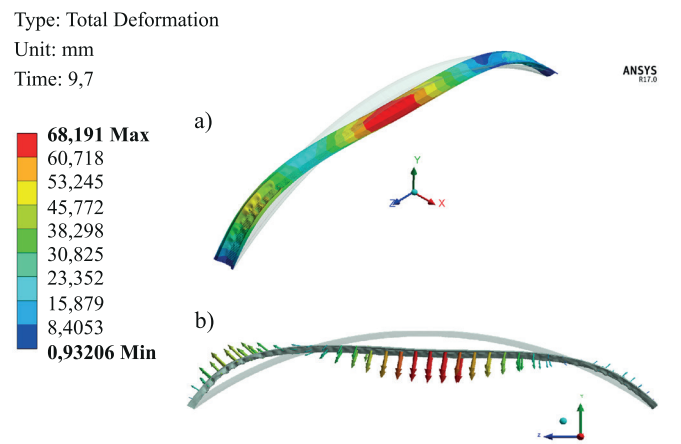 Type: Total Deformation
Unit: mm
Time: 9,7
ANSYS
R17.0
a)
68,191 Max
60,718
53,245
45,772
38,298
30,825
23,352
15,879
8,4053
0,93206 Min
Y
Z
X
b)
Y
Z